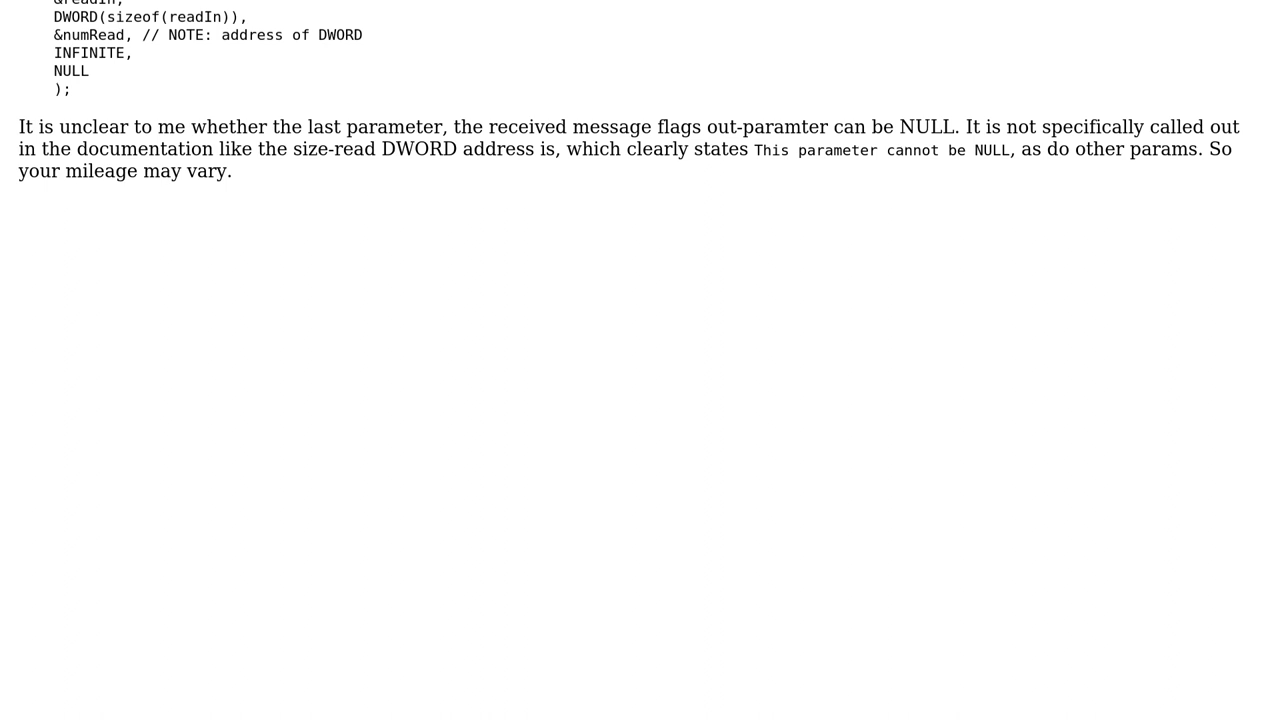 &readIn,
DWORD(sizeof(readIn)),
&numRead, // NOTE: address of DWORD
INFINITE,
NULL
);
It is unclear to me whether the last parameter, the received message flags out-paramter can be NULL. It is not specifically called out
in the documentation like the size-read DWORD address is, which clearly states This parameter cannot be NULL, as do other params. So
your mileage may vary.